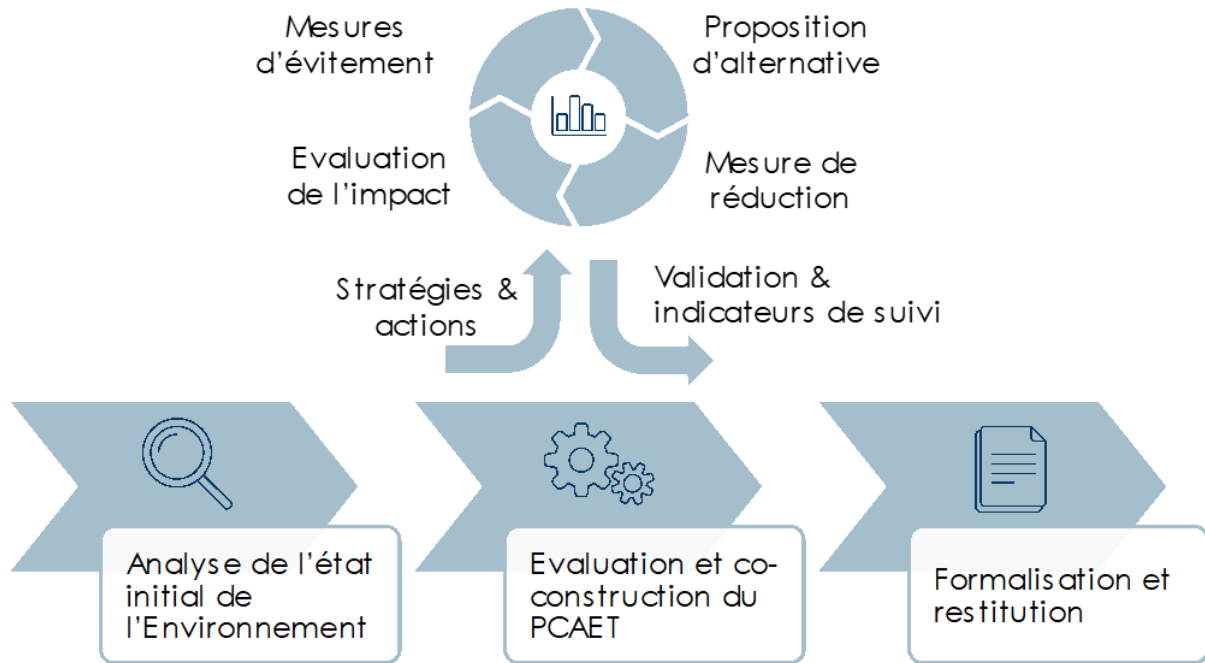 Mesures
d'évitement
Proposition
d'alternative
Evaluation
de l'impact
Mesure de
réduction
Stratégies &
actions
Validation &
indicateurs de suivi
Analyse de l'état
initial de
l'Environnement
Evaluation et co-
construction du
PCAET
Formalisation et
restitution